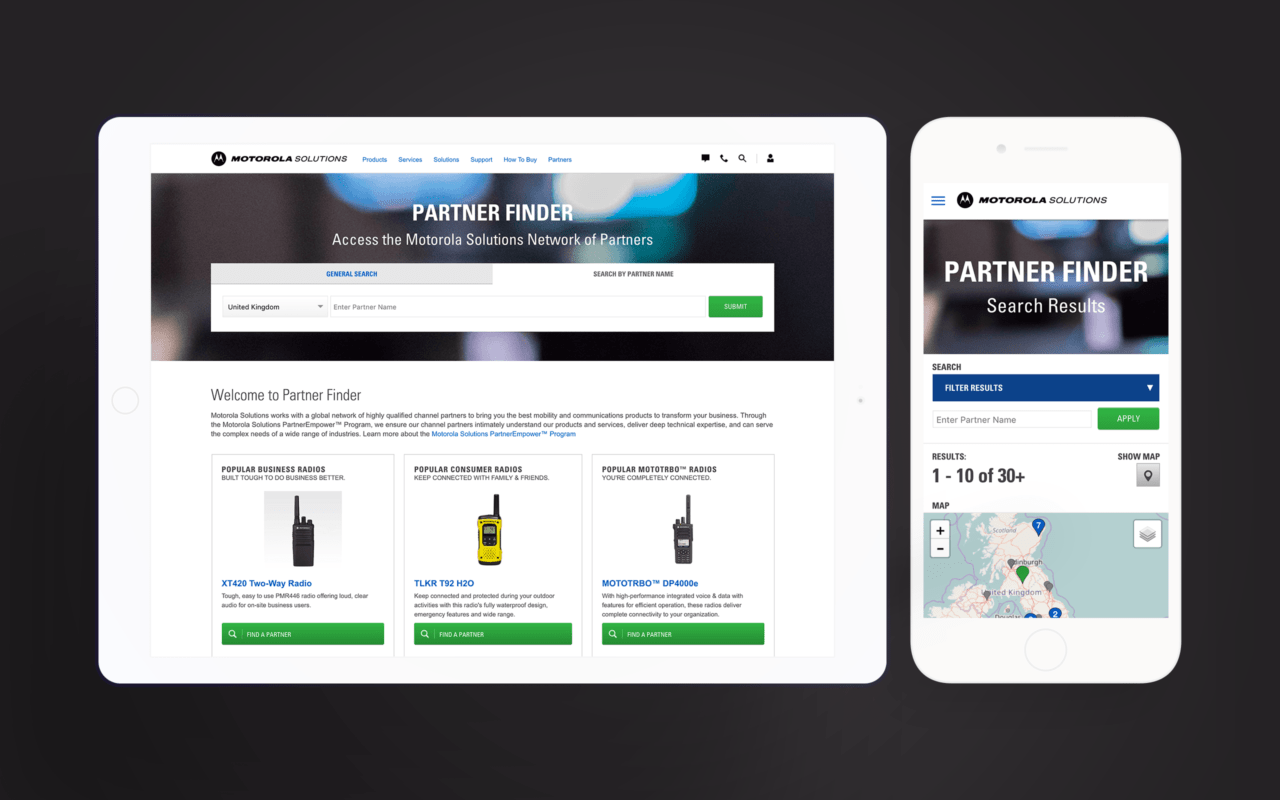 MOTOROLA SOLUTIONS
Products Services Solutions Support How To Buy Partners
PARTNER FINDER
Access the Motorola Solutions Network of Partners
GENERAL SEARCH
SEARCH BY PARTNER NAME
United Kingdom
Enter Partner Name
SUBMIT
Welcome to Partner Finder
Motorola Solutions works with a global network of highly qualified channel partners to bring you the best mobility and communications products to transform your business. Through
the Motorola Solutions PartnerEmpower™ Program, we ensure our channel partners intimately understand our products and services, deliver deep technical expertise, and can serve
the complex needs of a wide range of industries. Learn more about the Motorola Solutions PartnerEmpower™ Program
POPULAR BUSINESS RADIOS
BUILT TOUGH TO DO BUSINESS BETTER.
XT420 Two-Way Radio
Tough, easy to use PMR446 radio offering loud, clear
audio for on-site business users.
FIND A PARTNER
POPULAR CONSUMER RADIOS
KEEP CONNECTED WITH FAMILY & FRIENDS.
TLKR T92 H2O
Keep connected and protected during your outdoor
activities with this radio's fully waterproof design,
emergency features and wide range.
FIND A PARTNER
POPULAR MOTOTRBO™ RADIOS
YOU'RE COMPLETELY CONNECTED.
MOTOTRBO™ DP4000e
With high-performance integrated voice & data with
features for efficient operation, these radios deliver
complete connectivity to your organization.
FIND A PARTNER
MOTOROLA SOLUTIONS
PARTNER FINDER
Search Results
SEARCH
FILTER RESULTS
Enter Partner Name
APPLY
RESULTS:
1 - 10 of 30+
SHOW MAP
MAP
+
-
Scotland
7
Edinburgh
United Kingdom
Douglas
2